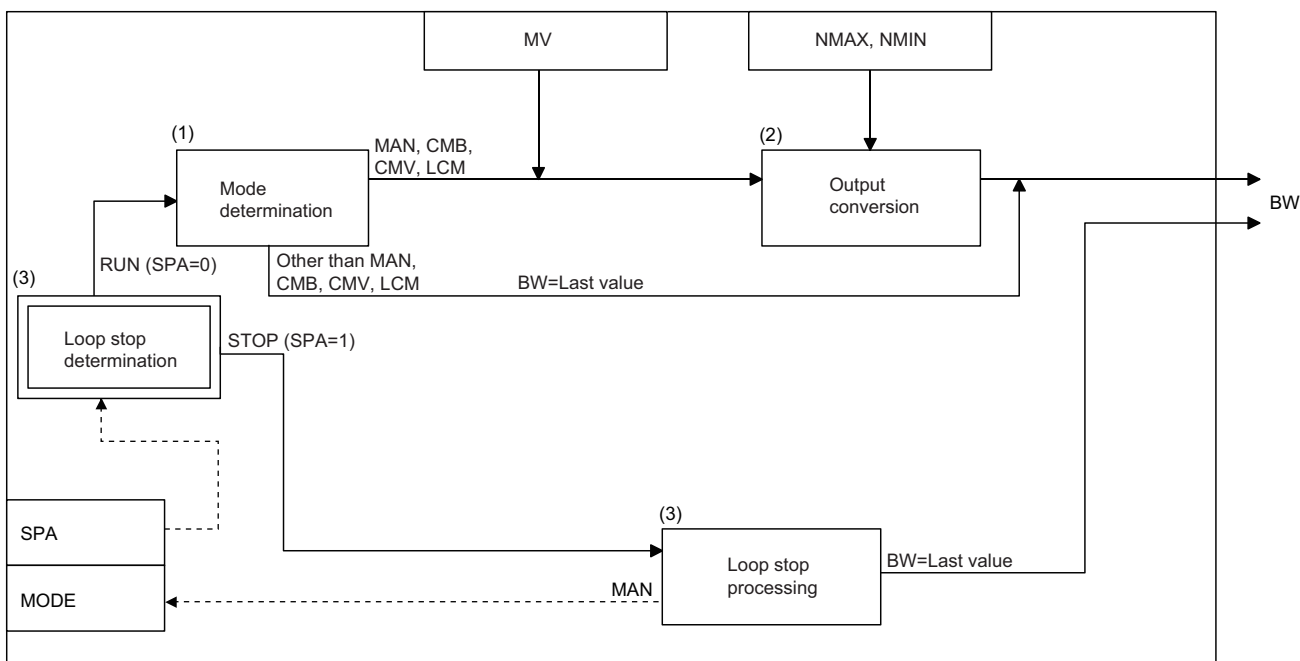 MV
NMAX, NMIN
(1)
Mode
determination
MAN, CMB,
CMV, LCM
(2)
Output
conversion
BW
RUN (SPA=0)
Other than MAN,
CMB, CMV, LCM
BW=Last value
(3)
Loop stop
determination
STOP (SPA=1)
SPA
MODE
(3)
Loop stop
processing
BW=Last value
MAN